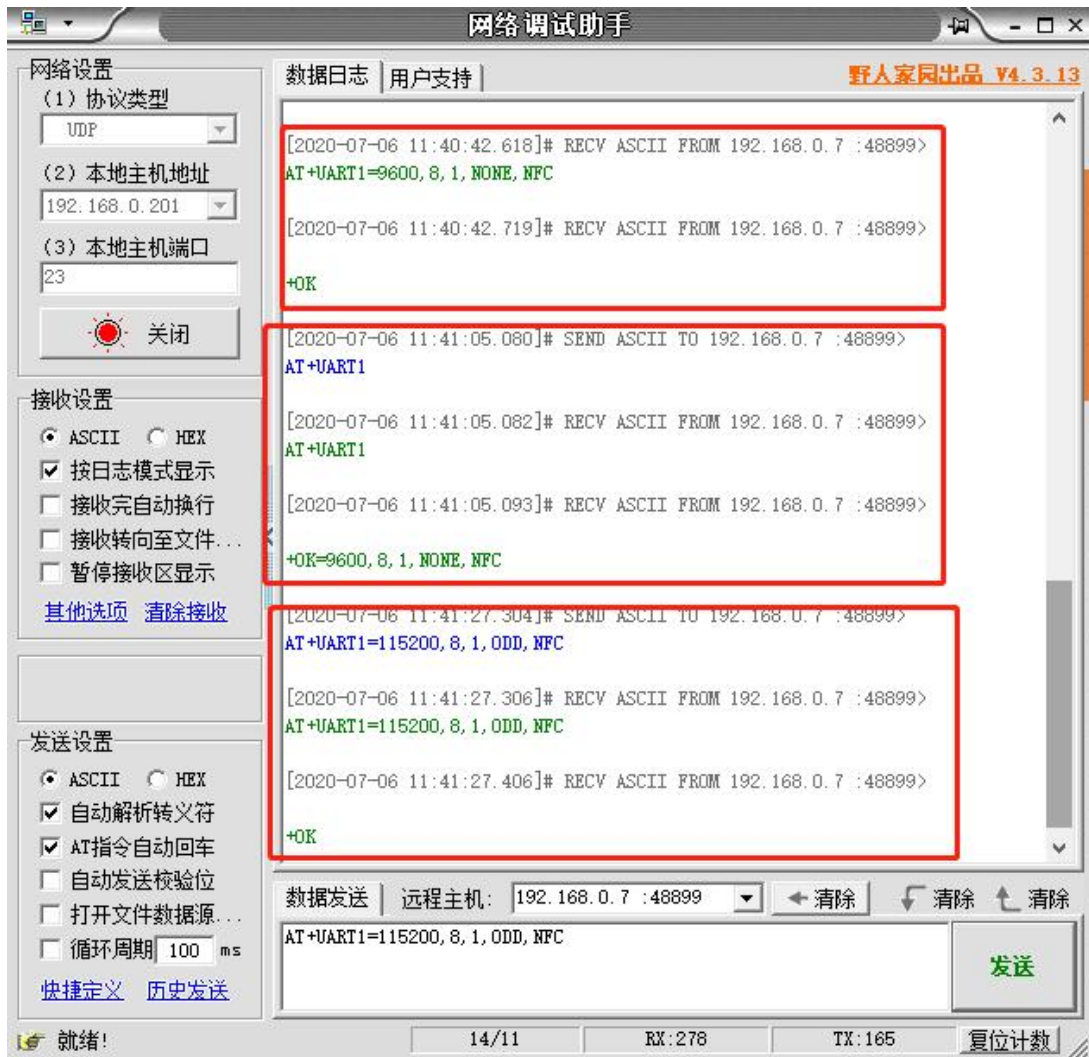 网络调试助手
网络设置
(1) 协议类型
UDP
(2) 本地主机地址
192.168.0.201
(3) 本地主机端口
23
关闭
接收设置
ASCII HEX
按日志模式显示
接收完自动换行
接收转向至文件...
暂停接收区显示
其他选项 清除接收
发送设置
ASCII HEX
自动解析转义符
AT指令自动回车
自动发送校验位
打开文件数据源...
循环周期 100 ms
快捷定义 历史发送
数据日志 用户支持 野人家园出品 V4.3.13
[2020-07-06 11:40:42.618]# RECV ASCII FROM 192.168.0.7 :48899>
AT+UART1=9600,8,1,NONE,NFC
[2020-07-06 11:40:42.719]# RECV ASCII FROM 192.168.0.7 :48899>
+OK
[2020-07-06 11:41:05.080]# SEND ASCII TO 192.168.0.7 :48899>
AT+UART1
[2020-07-06 11:41:05.082]# RECV ASCII FROM 192.168.0.7 :48899>
AT+UART1
[2020-07-06 11:41:05.093]# RECV ASCII FROM 192.168.0.7 :48899>
+OK=9600,8,1,NONE,NFC
[2020-07-06 11:41:27.304]# SEND ASCII TO 192.168.0.7 :48899>
AT+UART1=115200,8,1,ODD,NFC
[2020-07-06 11:41:27.306]# RECV ASCII FROM 192.168.0.7 :48899>
AT+UART1=115200,8,1,ODD,NFC
[2020-07-06 11:41:27.406]# RECV ASCII FROM 192.168.0.7 :48899>
+OK
数据发送 远程主机: 192.168.0.7 :48899 清除 清除 清除
AT+UART1=115200,8,1,ODD,NFC
发送
就绪! 14/11 RX:278 TX:165 复位计数